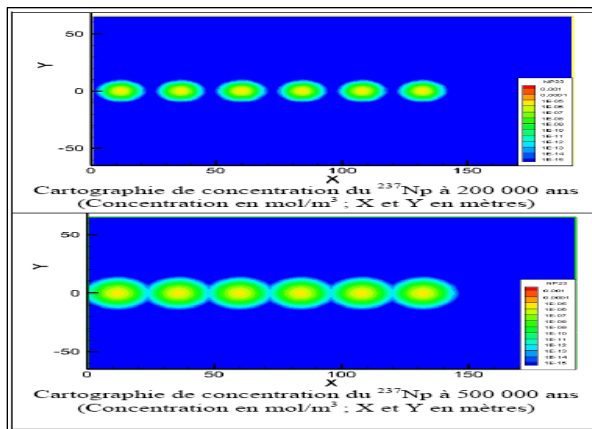 50
Y
0
-50
0
50
100
150
X
NP23
0.001
0.0001
1E-05
1E-06
1E-07
1E-08
1E-09
1E-10
1E-11
1E-12
1E-13
1E-14
1E-15
Cartographie de concentration du ²³⁷Np à 200 000 ans
(Concentration en mol/m³ ; X et Y en mètres)
50
Y
0
-50
0
50
100
150
X
NP23
0.001
0.0001
1E-05
1E-06
1E-07
1E-08
1E-09
1E-10
1E-11
1E-12
1E-13
1E-14
1E-15
Cartographie de concentration du ²³⁷Np à 500 000 ans
(Concentration en mol/m³ ; X et Y en mètres)